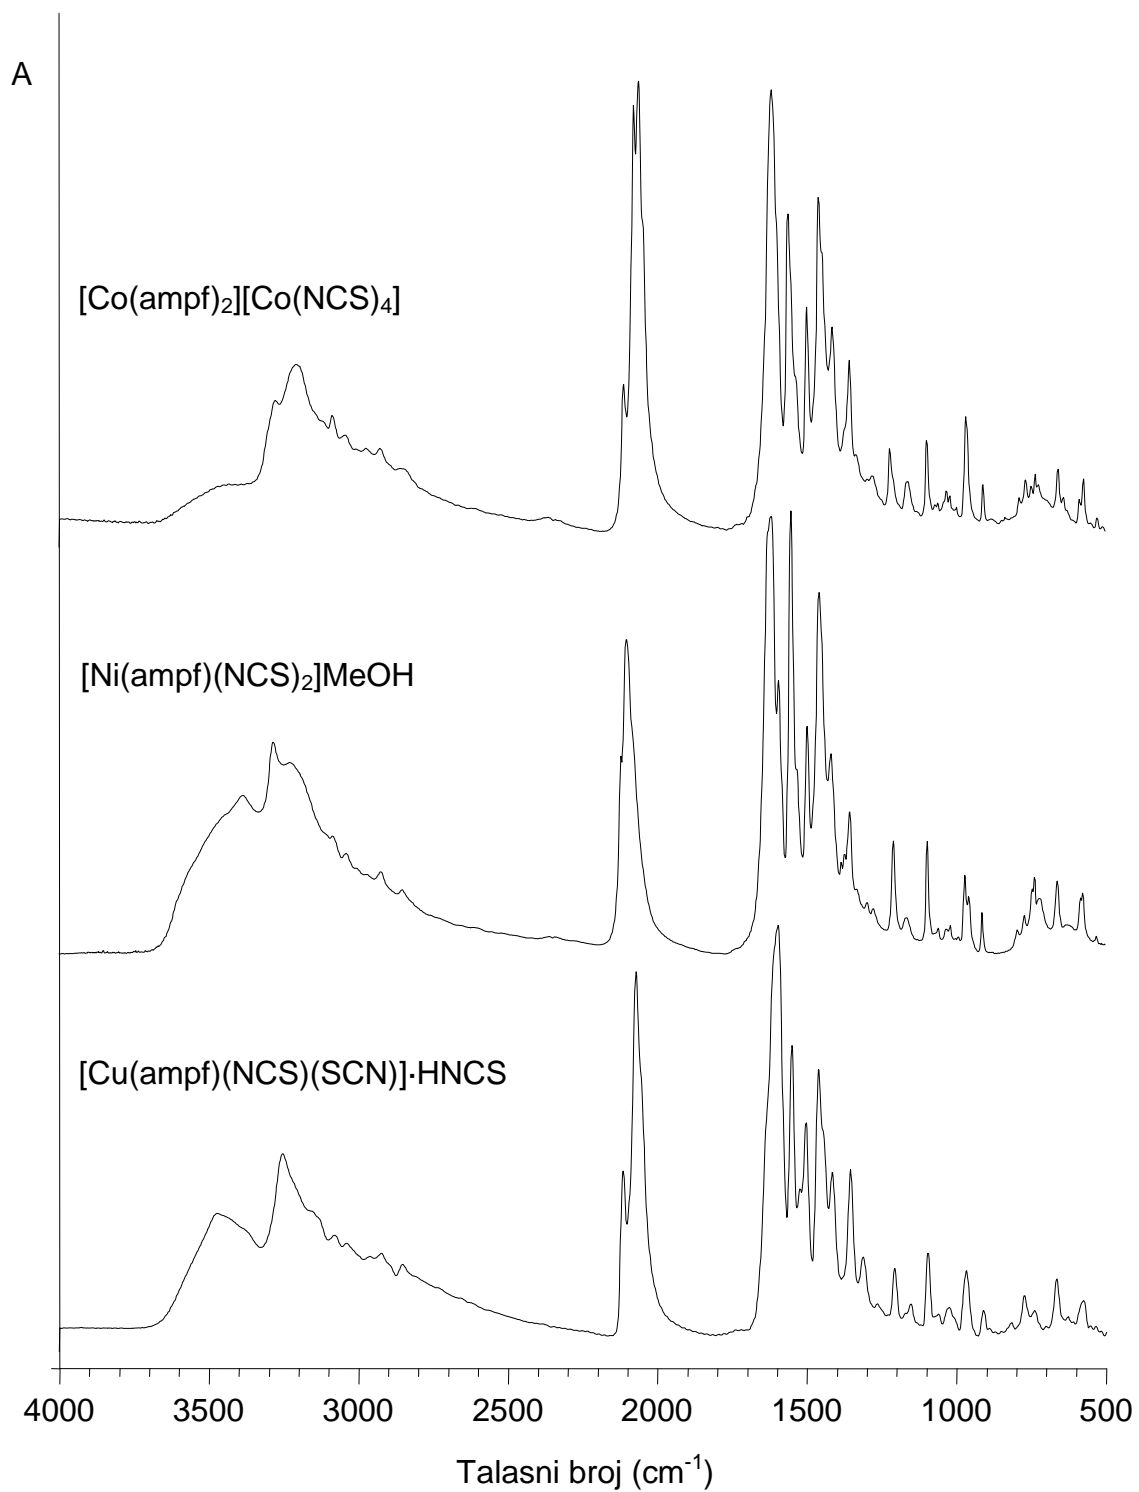 A
[Co(ampf)₂][Co(NCS)₄]
[Ni(ampf)(NCS)₂]MeOH
[Cu(ampf)(NCS)(SCN)]·HNCS
4000 3500 3000 2500 2000 1500 1000 500
Talasni broj (cm⁻¹)